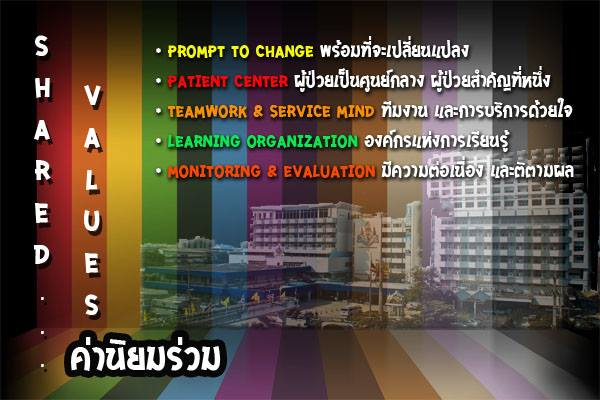 SHARED...
VALUES
• PROMPT TO CHANGE พร้อมที่จะเปลี่ยนแปลง
• PATIENT CENTER ผู้ป่วยเป็นศูนย์กลาง ผู้ป่วยสำคัญที่หนึ่ง
• TEAMWORK & SERVICE MIND ทีมงาน และการบริการด้วยใจ
• LEARNING ORGANIZATION องค์กรแห่งการเรียนรู้
• MONITORING & EVALUATION มีความต่อเนื่อง และติตามผล
ค่านิยมร่วม